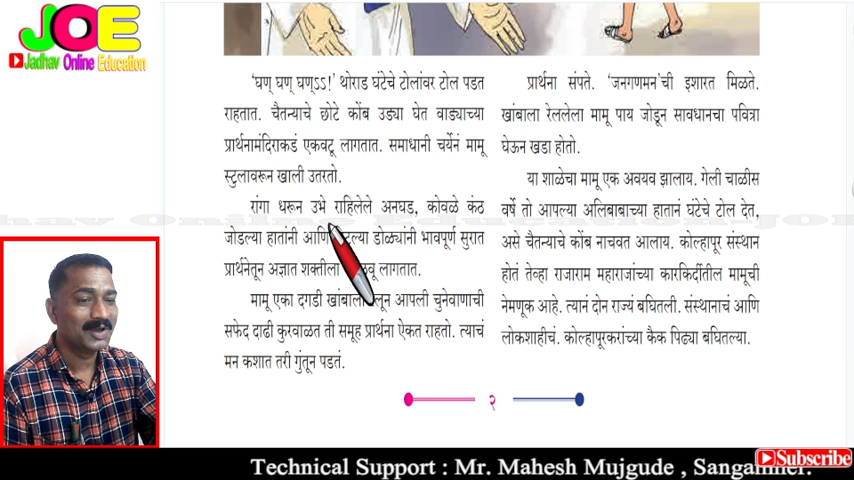 JOE
Jadhav Online Education
‘घण् घण् घण्ऽऽ!’ थोराड घंटेचे टोलांवर टोल पडत
राहतात. चैतन्याचे छोटे कोंब उड्या घेत वाड्याच्या
प्रार्थनामंदिराकडं एकवटू लागतात. समाधानी चर्येनं मामू
स्टुलावरून खाली उतरतो.
रांगा धरून उभे राहिलेले अनघड, कोवळे कंठ
जोडल्या हातांनी आणि ल्या डोळ्यांनी भावपूर्ण सुरात
प्रार्थनेतून अज्ञात शक्तीला वू लागतात.
मामू एका दगडी खांबाला लून आपली चुनेवाणाची
सफेद दाढी कुरवाळत ती समूह प्रार्थना ऐकत राहतो. त्याचं
मन कशात तरी गुंतून पडतं.
प्रार्थना संपते. ‘जनगणमन’ची इशारत मिळते.
खांबाला रेललेला मामू पाय जोडून सावधानचा पवित्रा
घेऊन खडा होतो.
या शाळेचा मामू एक अवयव झालाय. गेली चाळीस
वर्षे तो आपल्या अलिबाबाच्या हातानं घंटेचे टोल देत,
असे चैतन्याचे कोंब नाचवत आलाय. कोल्हापूर संस्थान
होतं तेव्हा राजाराम महाराजांच्या कारकिर्दीतील मामूची
नेमणूक आहे. त्यानं दोन राज्यं बघितली. संस्थानाचं आणि
लोकशाहीचं. कोल्हापूरकरांच्या कैक पिढ्या बघितल्या.
२
Technical Support : Mr. Mahesh Mujgude , Sangamner.
Subscribe